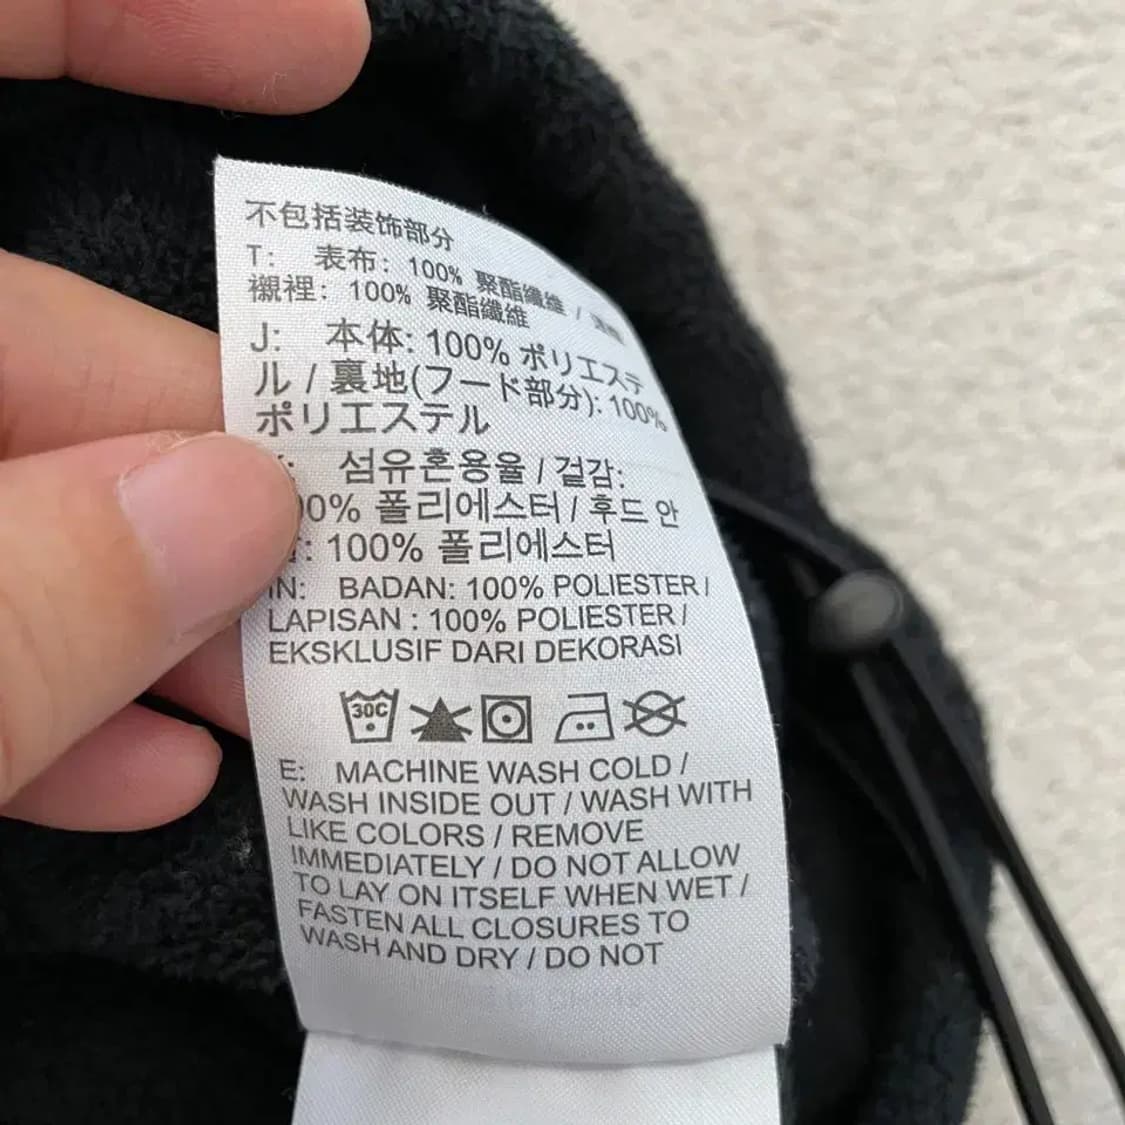 不包括装饰部分
T: 表布: 100% 聚酯纖維 /
襯裡: 100% 聚酯纖維
J: 本体: 100% ポリエステ
ル / 裏地(フード部分): 100%
ポリエステル
섬유혼용율 / 겉감:
00% 폴리에스터 / 후드 안
: 100% 폴리에스터
IN: BADAN: 100% POLIESTER /
LAPISAN : 100% POLIESTER /
EKSKLUSIF DARI DEKORASI
30C
E: MACHINE WASH COLD /
WASH INSIDE OUT / WASH WITH
LIKE COLORS / REMOVE
IMMEDIATELY / DO NOT ALLOW
TO LAY ON ITSELF WHEN WET /
FASTEN ALL CLOSURES TO
WASH AND DRY / DO NOT